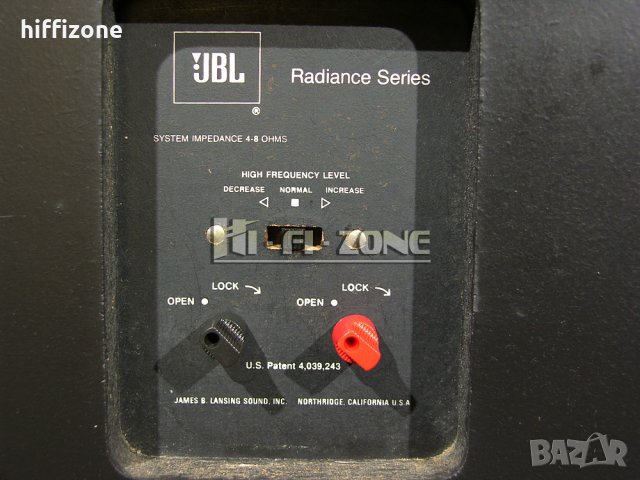 hiffizone
JBL
®
Radiance Series
SYSTEM IMPEDANCE 4-8 OHMS
HIGH FREQUENCY LEVEL
DECREASE NORMAL INCREASE
Hi-Fi-ZONE
LOCK LOCK
OPEN OPEN
U.S. Patent 4,039,243
JAMES B. LANSING SOUND, INC. NORTHRIDGE, CALIFORNIA U.S.A
BAZAR